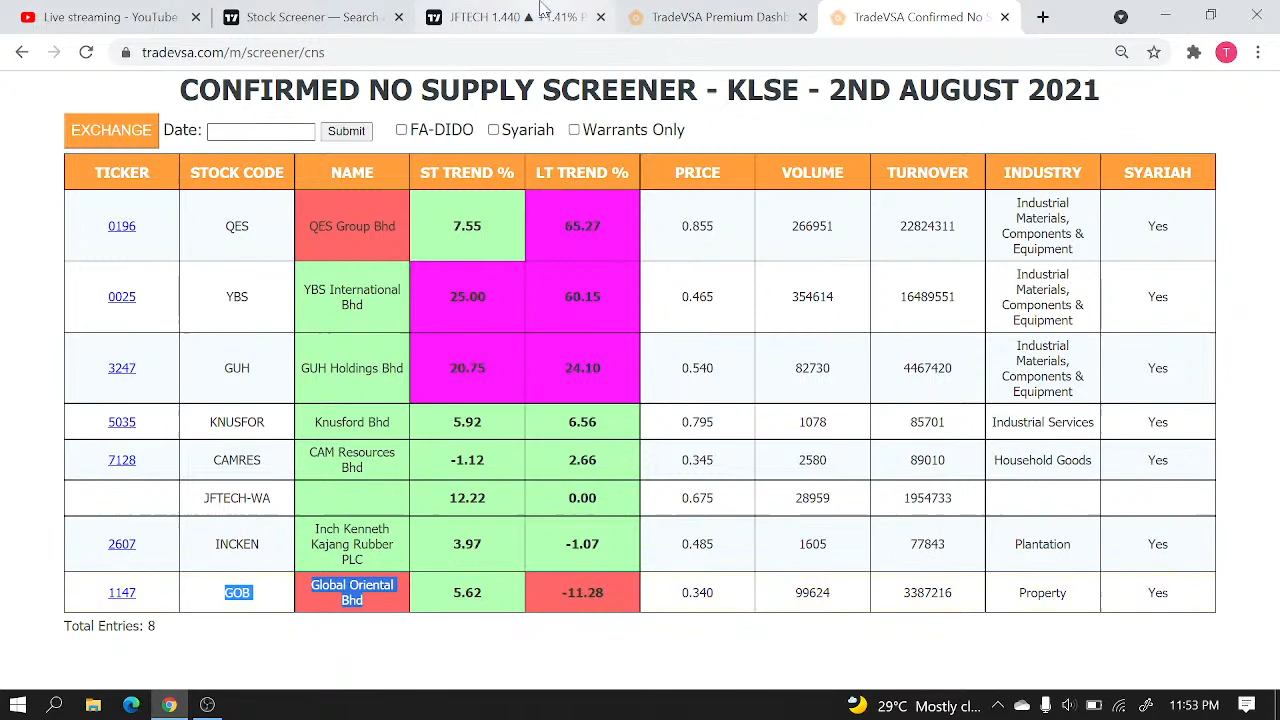 Live streaming - YouTube
Stock Screener — Search
JFTECH 1,440 ▲ +5.41% P
TradeVSA Premium Dashb
TradeVSA Confirmed No S
tradevsa.com/m/screener/cns
T
CONFIRMED NO SUPPLY SCREENER - KLSE - 2ND AUGUST 2021
EXCHANGE Date: Submit FA-DIDO Syariah Warrants Only
TICKER STOCK CODE NAME ST TREND % LT TREND % PRICE VOLUME TURNOVER INDUSTRY SYARIAH
0196 QES QES Group Bhd 7.55 65.27 0.855 266951 22824311 Industrial
Materials,
Components &
Equipment Yes
0025 YBS YBS International
Bhd 25.00 60.15 0.465 354614 16489551 Industrial
Materials,
Components &
Equipment Yes
3247 GUH GUH Holdings Bhd 20.75 24.10 0.540 82730 4467420 Industrial
Materials,
Components &
Equipment Yes
5035 KNUSFOR Knusford Bhd 5.92 6.56 0.795 1078 85701 Industrial Services Yes
7128 CAMRES CAM Resources
Bhd -1.12 2.66 0.345 2580 89010 Household Goods Yes
JFTECH-WA 12.22 0.00 0.675 28959 1954733
2607 INCKEN Inch Kenneth
Kajang Rubber
PLC 3.97 -1.07 0.485 1605 77843 Plantation Yes
1147 GOB Global Oriental
Bhd 5.62 -11.28 0.340 99624 3387216 Property Yes
Total Entries: 8
29°C Mostly cl... 11:53 PM